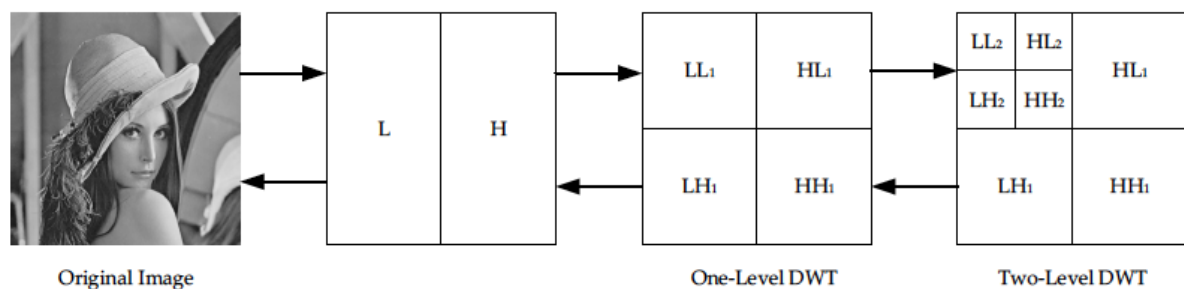 L H
LL₁ HL₁
LH₁ HH₁
LL₂ HL₂
LH₂ HH₂
HL₁
LH₁ HH₁
Original Image
One-Level DWT
Two-Level DWT